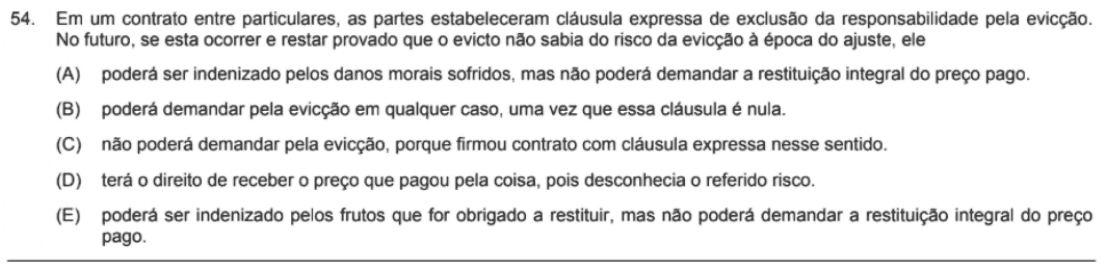 54. Em um contrato entre particulares, as partes estabeleceram cláusula expressa de exclusão da responsabilidade pela evicção.
No futuro, se esta ocorrer e restar provado que o evicto não sabia do risco da evicção à época do ajuste, ele
(A) poderá ser indenizado pelos danos morais sofridos, mas não poderá demandar a restituição integral do preço pago.
(B) poderá demandar pela evicção em qualquer caso, uma vez que essa cláusula é nula.
(C) não poderá demandar pela evicção, porque firmou contrato com cláusula expressa nesse sentido.
(D) terá o direito de receber o preço que pagou pela coisa, pois desconhecia o referido risco.
(E) poderá ser indenizado pelos frutos que for obrigado a restituir, mas não poderá demandar a restituição integral do preço
pago.